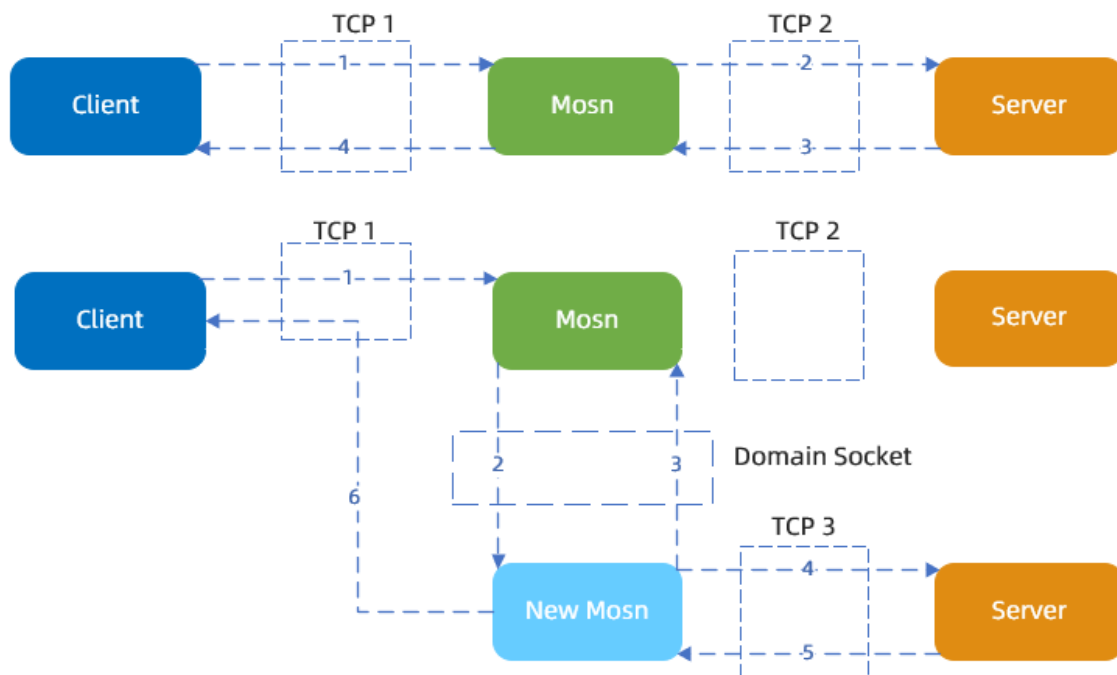 TCP 1
TCP 2
1
2
Client
Mosn
Server
4
3
TCP 1
TCP 2
1
Client
Mosn
Server
2
3
Domain Socket
6
TCP 3
4
New Mosn
Server
5